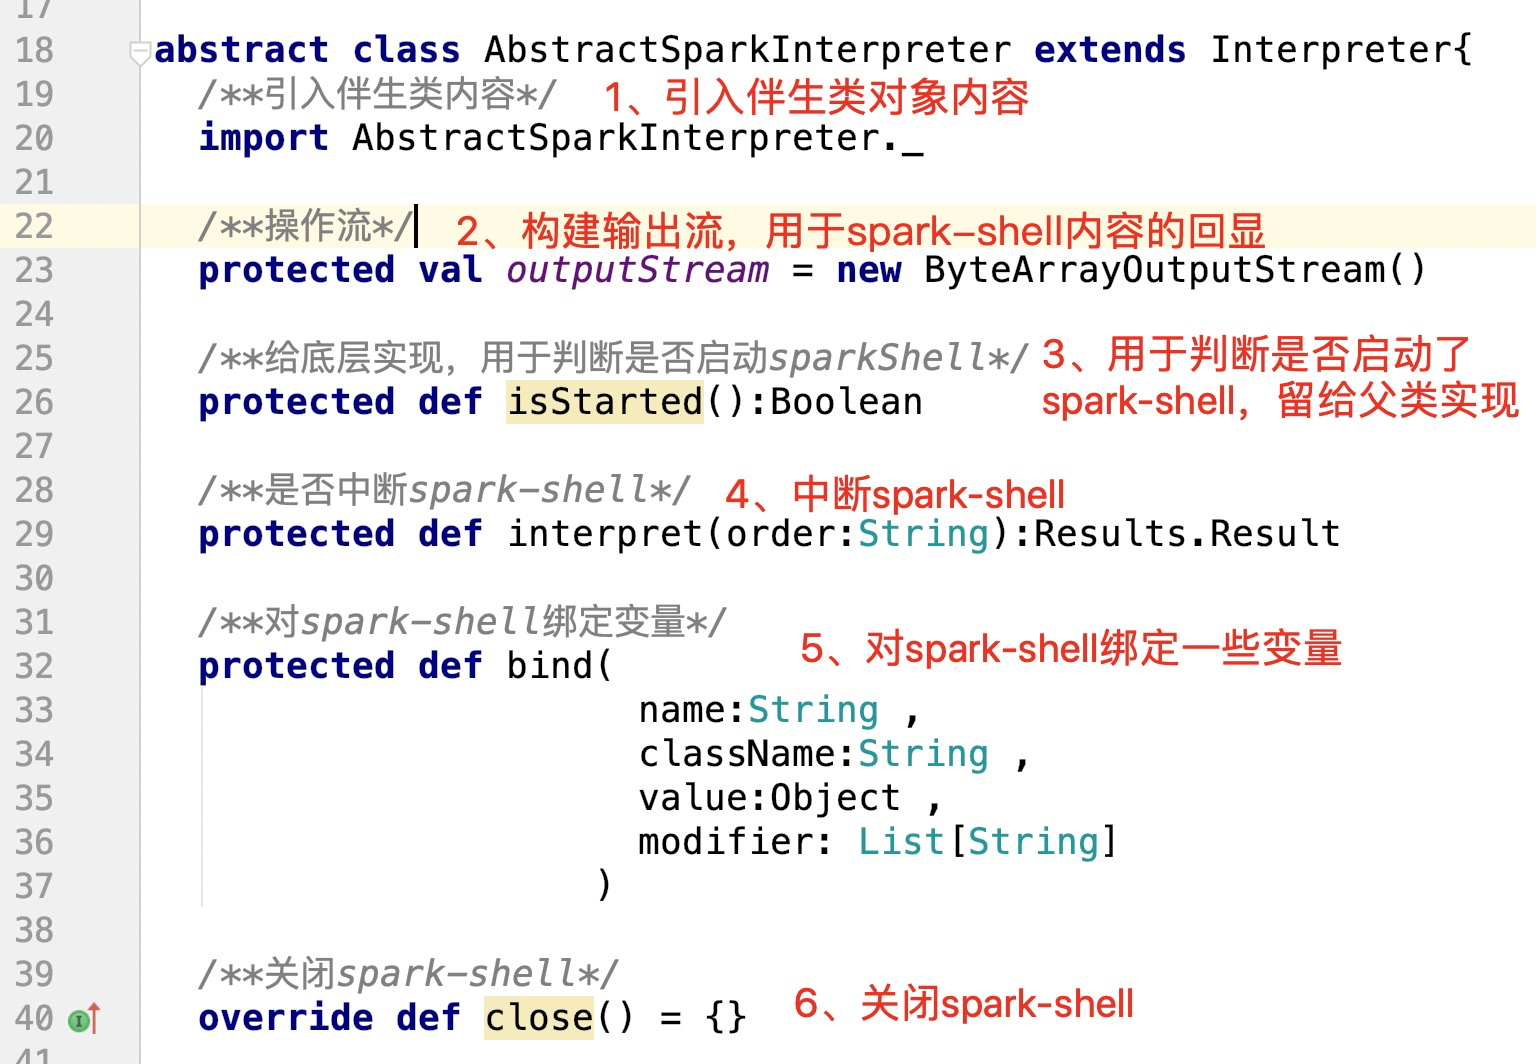 17
18 abstract class AbstractSparkInterpreter extends Interpreter{
19 /**引入伴生类内容*/ 1、引入伴生类对象内容
20 import AbstractSparkInterpreter._
21
22 /**操作流*/ 2、构建输出流，用于spark-shell内容的回显
23 protected val outputStream = new ByteArrayOutputStream()
24
25 /**给底层实现，用于判断是否启动sparkShell*/ 3、用于判断是否启动了
26 protected def isStarted():Boolean spark-shell，留给父类实现
27
28 /**是否中断spark-shell*/ 4、中断spark-shell
29 protected def interpret(order:String):Results.Result
30
31 /**对spark-shell绑定变量*/ 5、对spark-shell绑定一些变量
32 protected def bind(
33 name:String ,
34 className:String ,
35 value:Object ,
36 modifier: List[String]
37 )
38
39 /**关闭spark-shell*/ 6、关闭spark-shell
40 override def close() = {}
41